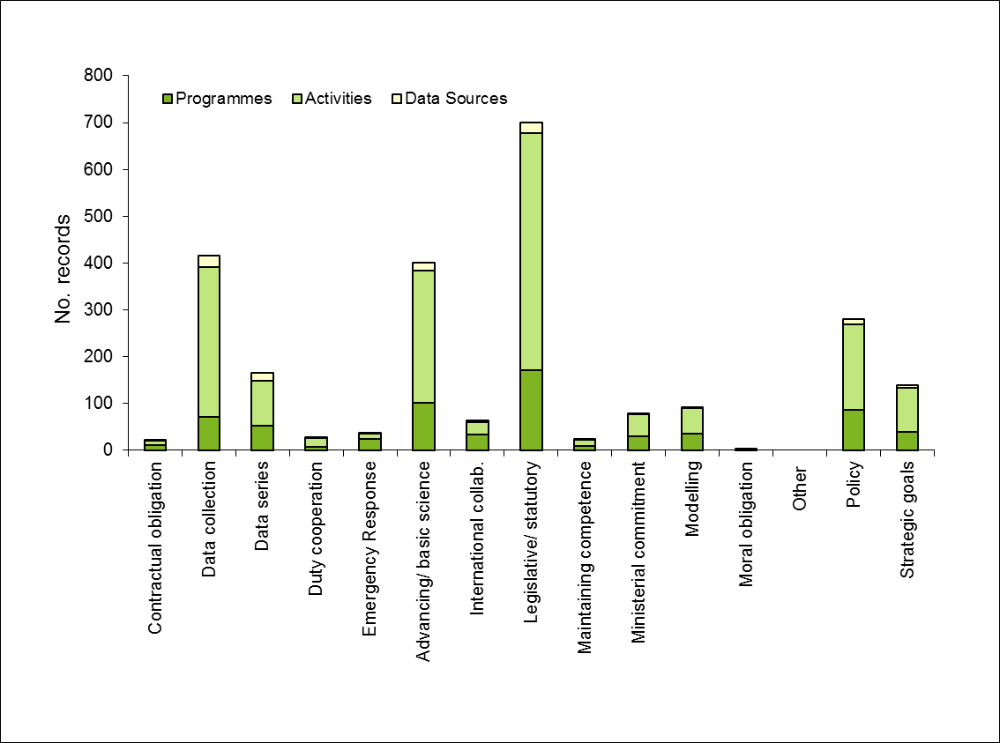 800
Programmes Activities Data Sources
700
600
500
400
300
200
100
0
No. records
Contractual obligation
Data collection
Data series
Duty cooperation
Emergency Response
Advancing/ basic science
International collab.
Legislative/ statutory
Maintaining competence
Ministerial commitment
Modelling
Moral obligation
Other
Policy
Strategic goals